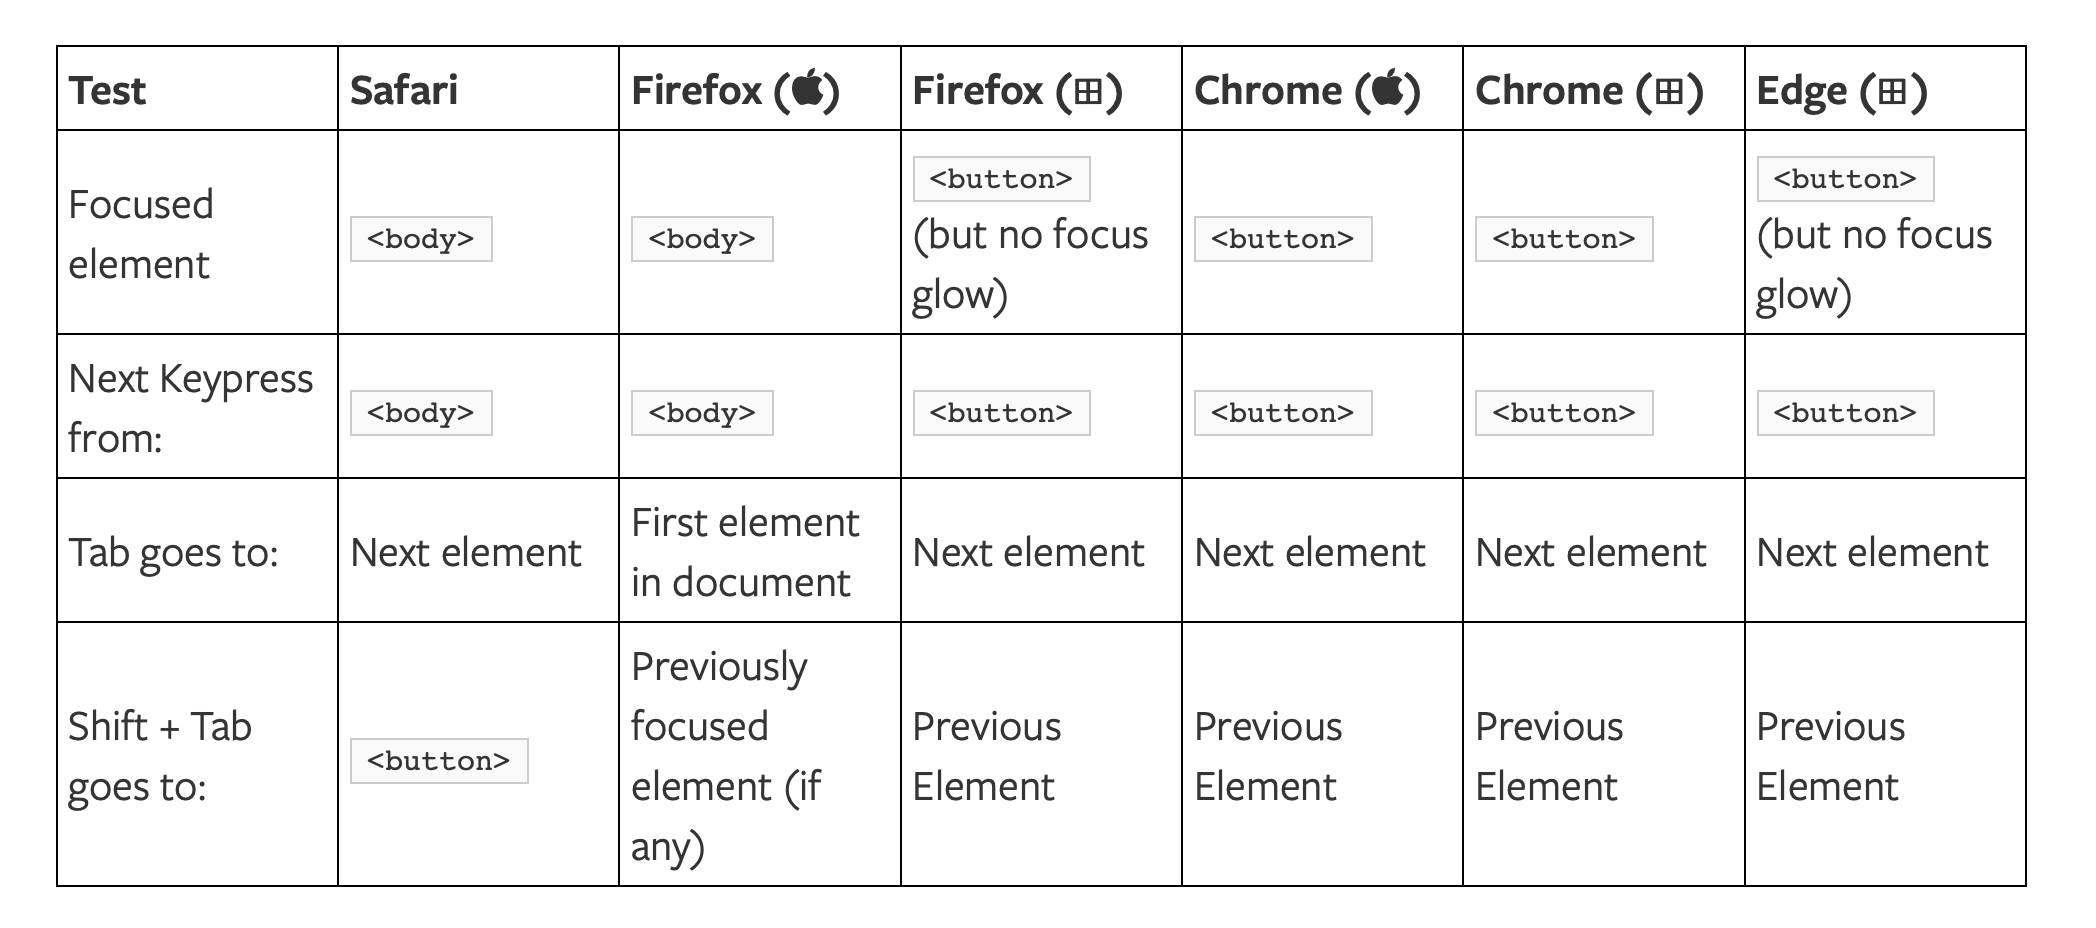 Test Safari Firefox () Firefox (⊞) Chrome () Chrome (⊞) Edge (⊞)
Focused
element
<body>
<body>
<button>
(but no focus
glow)
<button>
<button>
<button>
(but no focus
glow)
Next Keypress
from:
<body>
<body>
<button>
<button>
<button>
<button>
Tab goes to:
Next element
First element
in document
Next element
Next element
Next element
Next element
Shift + Tab
goes to:
<button>
Previously
focused
element (if
any)
Previous
Element
Previous
Element
Previous
Element
Previous
Element